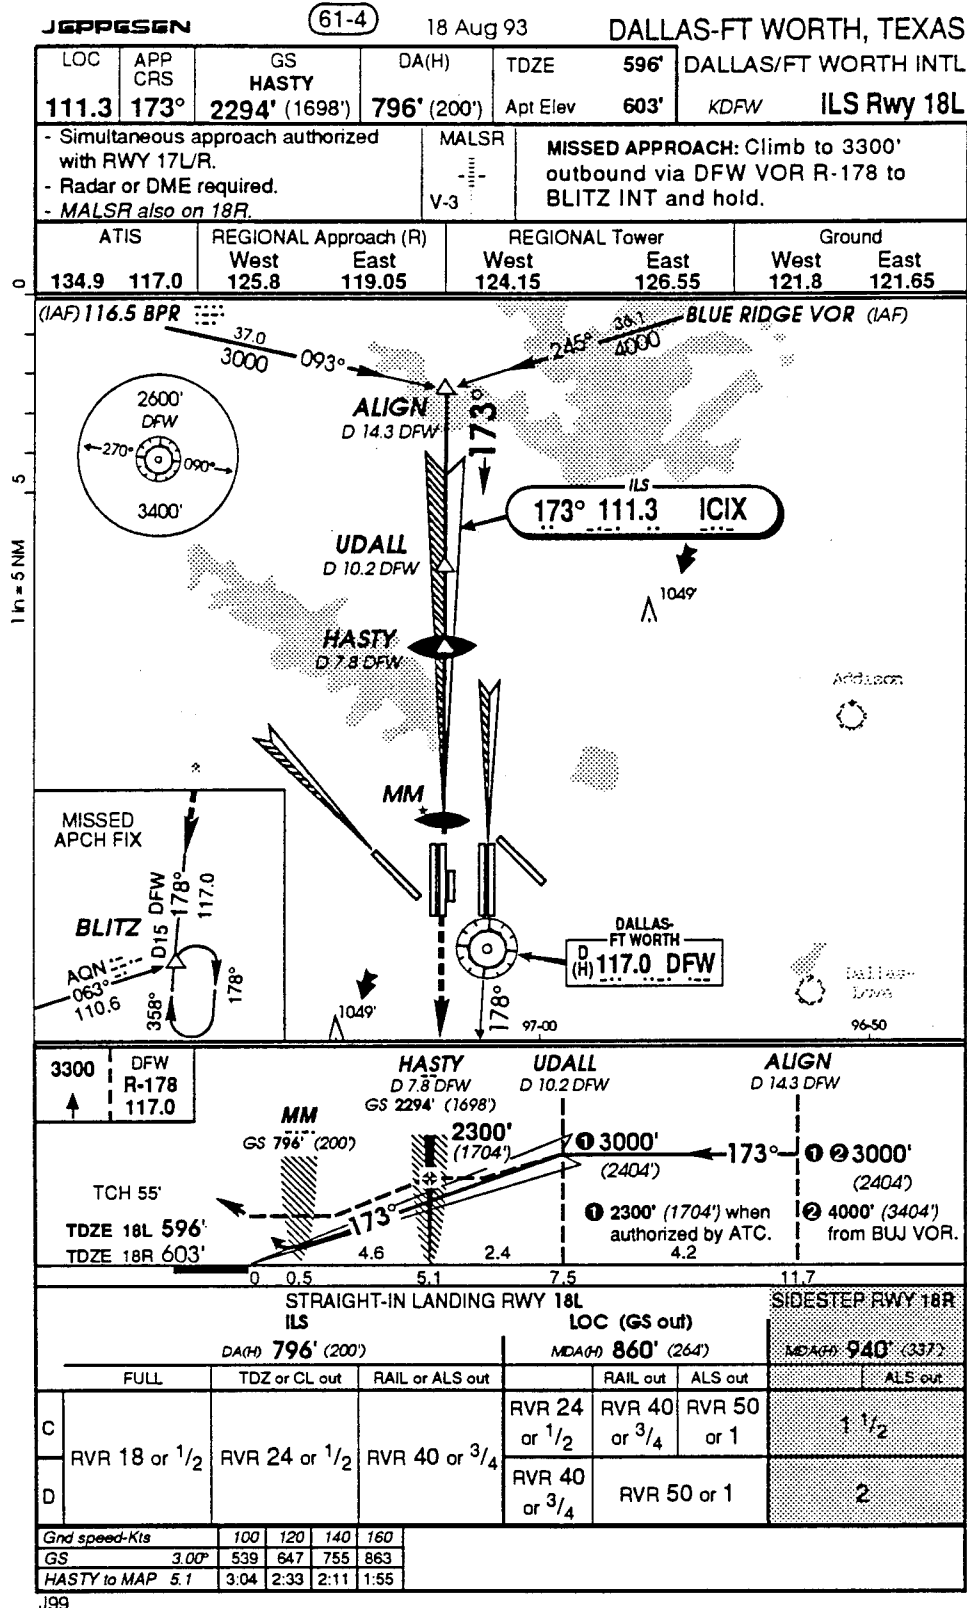 JEPPESEN 61-4 18 Aug 93 DALLAS-FT WORTH, TEXAS
LOC APP CRS GS HASTY DA(H) TDZE 596' DALLAS/FT WORTH INTL
111.3 173° 2294' (1698') 796' (200') Apt Elev 603' KDFW ILS Rwy 18L
- Simultaneous approach authorized
with RWY 17L/R.
- Radar or DME required.
- MALSR also on 18R.
MALSR
V-3
MISSED APPROACH: Climb to 3300'
outbound via DFW VOR R-178 to
BLITZ INT and hold.
ATIS REGIONAL Approach (R) REGIONAL Tower Ground
West East West East West East
134.9 117.0 125.8 119.05 124.15 126.55 121.8 121.65
0
5
1 in = 5 NM
(IAF) 116.5 BPR
37.0
3000 093°
BLUE RIDGE VOR (IAF)
36.1
245° 4000
2600'
DFW
270° 090°
3400'
ALIGN
D 14.3 DFW
173°
ILS
173° 111.3 ICIX
UDALL
D 10.2 DFW
1049'
HASTY
D 7.8 DFW
Addison
MM
MISSED
APCH FIX
D15 DFW
178°
117.0
BLITZ
AQN
063°
110.6
358°
178°
DALLAS-
FT WORTH
D
(H) 117.0 DFW
Dallas-
Love
1049'
178°
97-00
96-50
3300
DFW
R-178
117.0
HASTY
D 7.8 DFW
GS 2294' (1698')
UDALL
D 10.2 DFW
ALIGN
D 14.3 DFW
MM
GS 796' (200')
2300'
(1704')
1 3000'
(2404')
173°
1 2 3000'
(2404')
TCH 55'
173°
1 2300' (1704') when
authorized by ATC.
2 4000' (3404')
from BUJ VOR.
TDZE 18L 596'
TDZE 18R 603'
4.6 2.4 4.2
0 0.5 5.1 7.5 11.7
STRAIGHT-IN LANDING RWY 18L SIDESTEP RWY 18R
ILS LOC (GS out)
DA(H) 796' (200') MDA(H) 860' (264') MDA(H) 940' (337')
FULL TDZ or CL out RAIL or ALS out RAIL out ALS out ALS out
C
RVR 24 or 1/2
RVR 40 or 3/4
RVR 50 or 1
1 1/2
RVR 18 or 1/2 RVR 24 or 1/2 RVR 40 or 3/4
D
RVR 40 or 3/4
RVR 50 or 1
2
Gnd speed-Kts 100 120 140 160
GS 3.00° 539 647 755 863
HASTY to MAP 5.1 3:04 2:33 2:11 1:55
J99